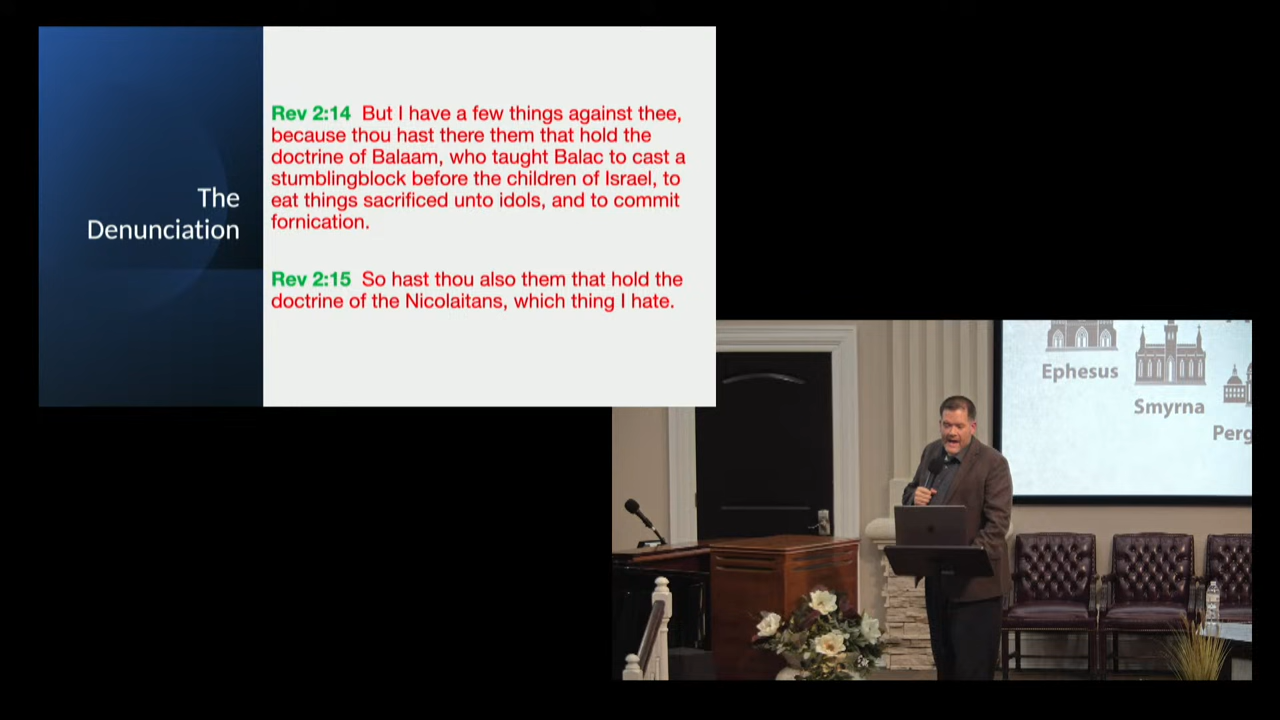 The
Denunciation
Rev 2:14 But I have a few things against thee,
because thou hast there them that hold the
doctrine of Balaam, who taught Balac to cast a
stumblingblock before the children of Israel, to
eat things sacrificed unto idols, and to commit
fornication.
Rev 2:15 So hast thou also them that hold the
doctrine of the Nicolaitans, which thing I hate.
Ephesus
Smyrna
Perg